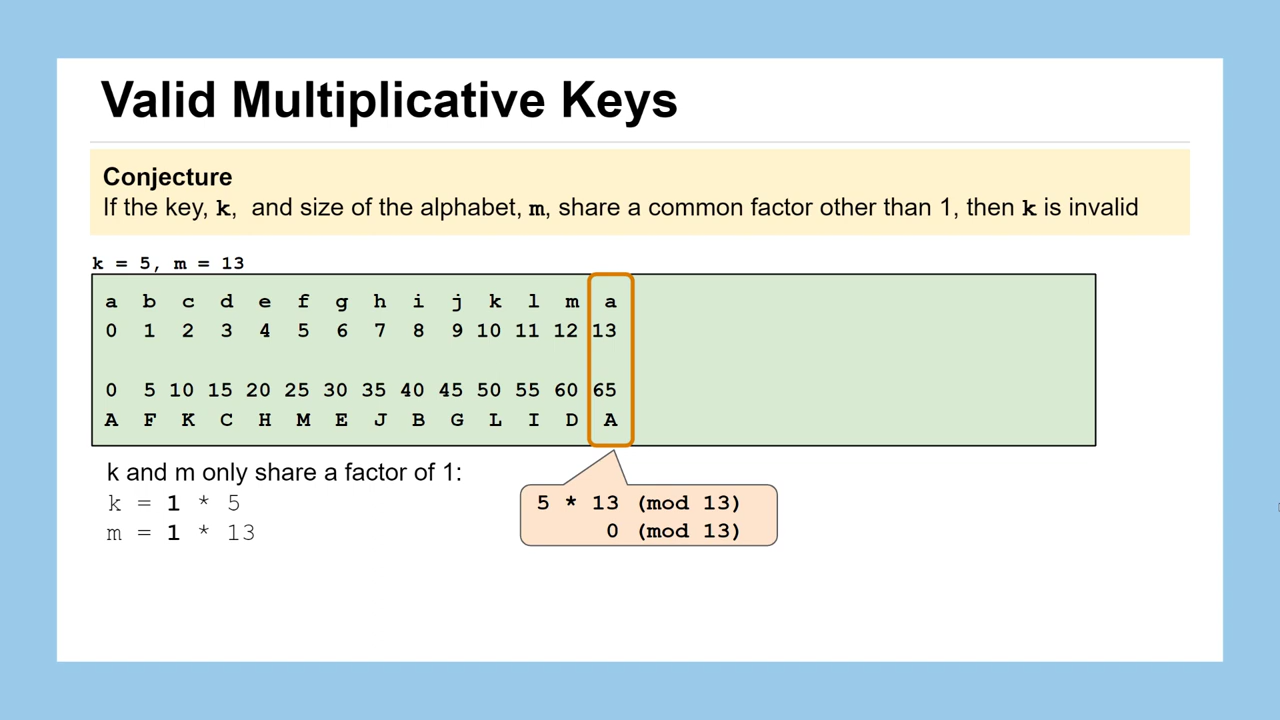 Valid Multiplicative Keys
Conjecture
If the key, k, and size of the alphabet, m, share a common factor other than 1, then k is invalid
k = 5, m = 13
a b c d e f g h i j k l m a
0 1 2 3 4 5 6 7 8 9 10 11 12 13
0 5 10 15 20 25 30 35 40 45 50 55 60 65
A F K C H M E J B G L I D A
k and m only share a factor of 1:
k = 1 * 5
m = 1 * 13
5 * 13 (mod 13)
0 (mod 13)